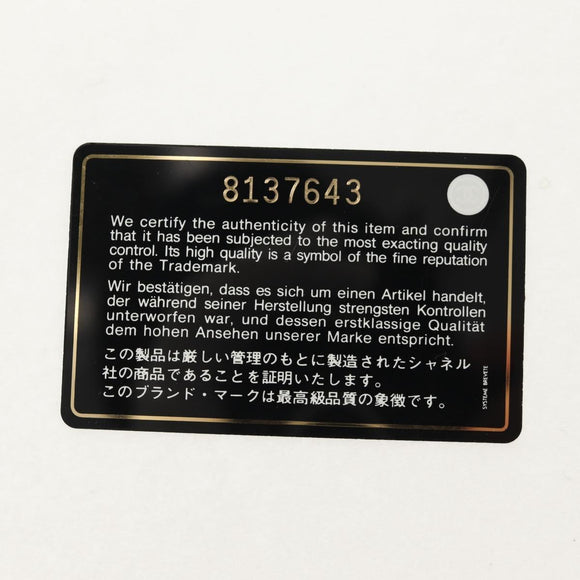 8137643
We certify the authenticity of this item and confirm
that it has been subjected to the most exacting quality
control. Its high quality is a symbol of the fine reputation
of the Trademark.
Wir bestätigen, dass es sich um einen Artikel handelt,
der während seiner Herstellung strengsten Kontrollen
unterworfen war, und dessen erstklassige Qualität
dem hohen Ansehen unserer Marke entspricht.
この製品は厳しい管理のもとに製造されたシャネル
社の商品であることを証明いたします。
このブランド・マークは最高級品質の象徴です。
SYSTEME BREVETE